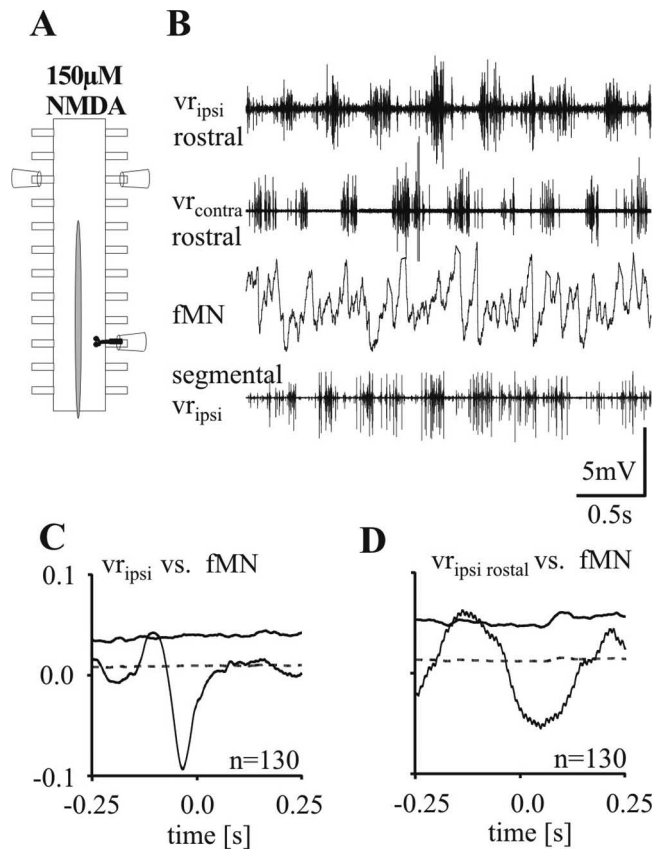 A
150µM
NMDA
B
vr_ipsi
rostral
vr_contra
rostral
fMN
segmental
vr_ipsi
5mV
0.5s
C
vr_ipsi vs. fMN
0.1
0.0
-0.1
n=130
-0.25 0.0 0.25
time [s]
D
vr_ipsi rostal vs. fMN
n=130
-0.25 0.0 0.25
time [s]